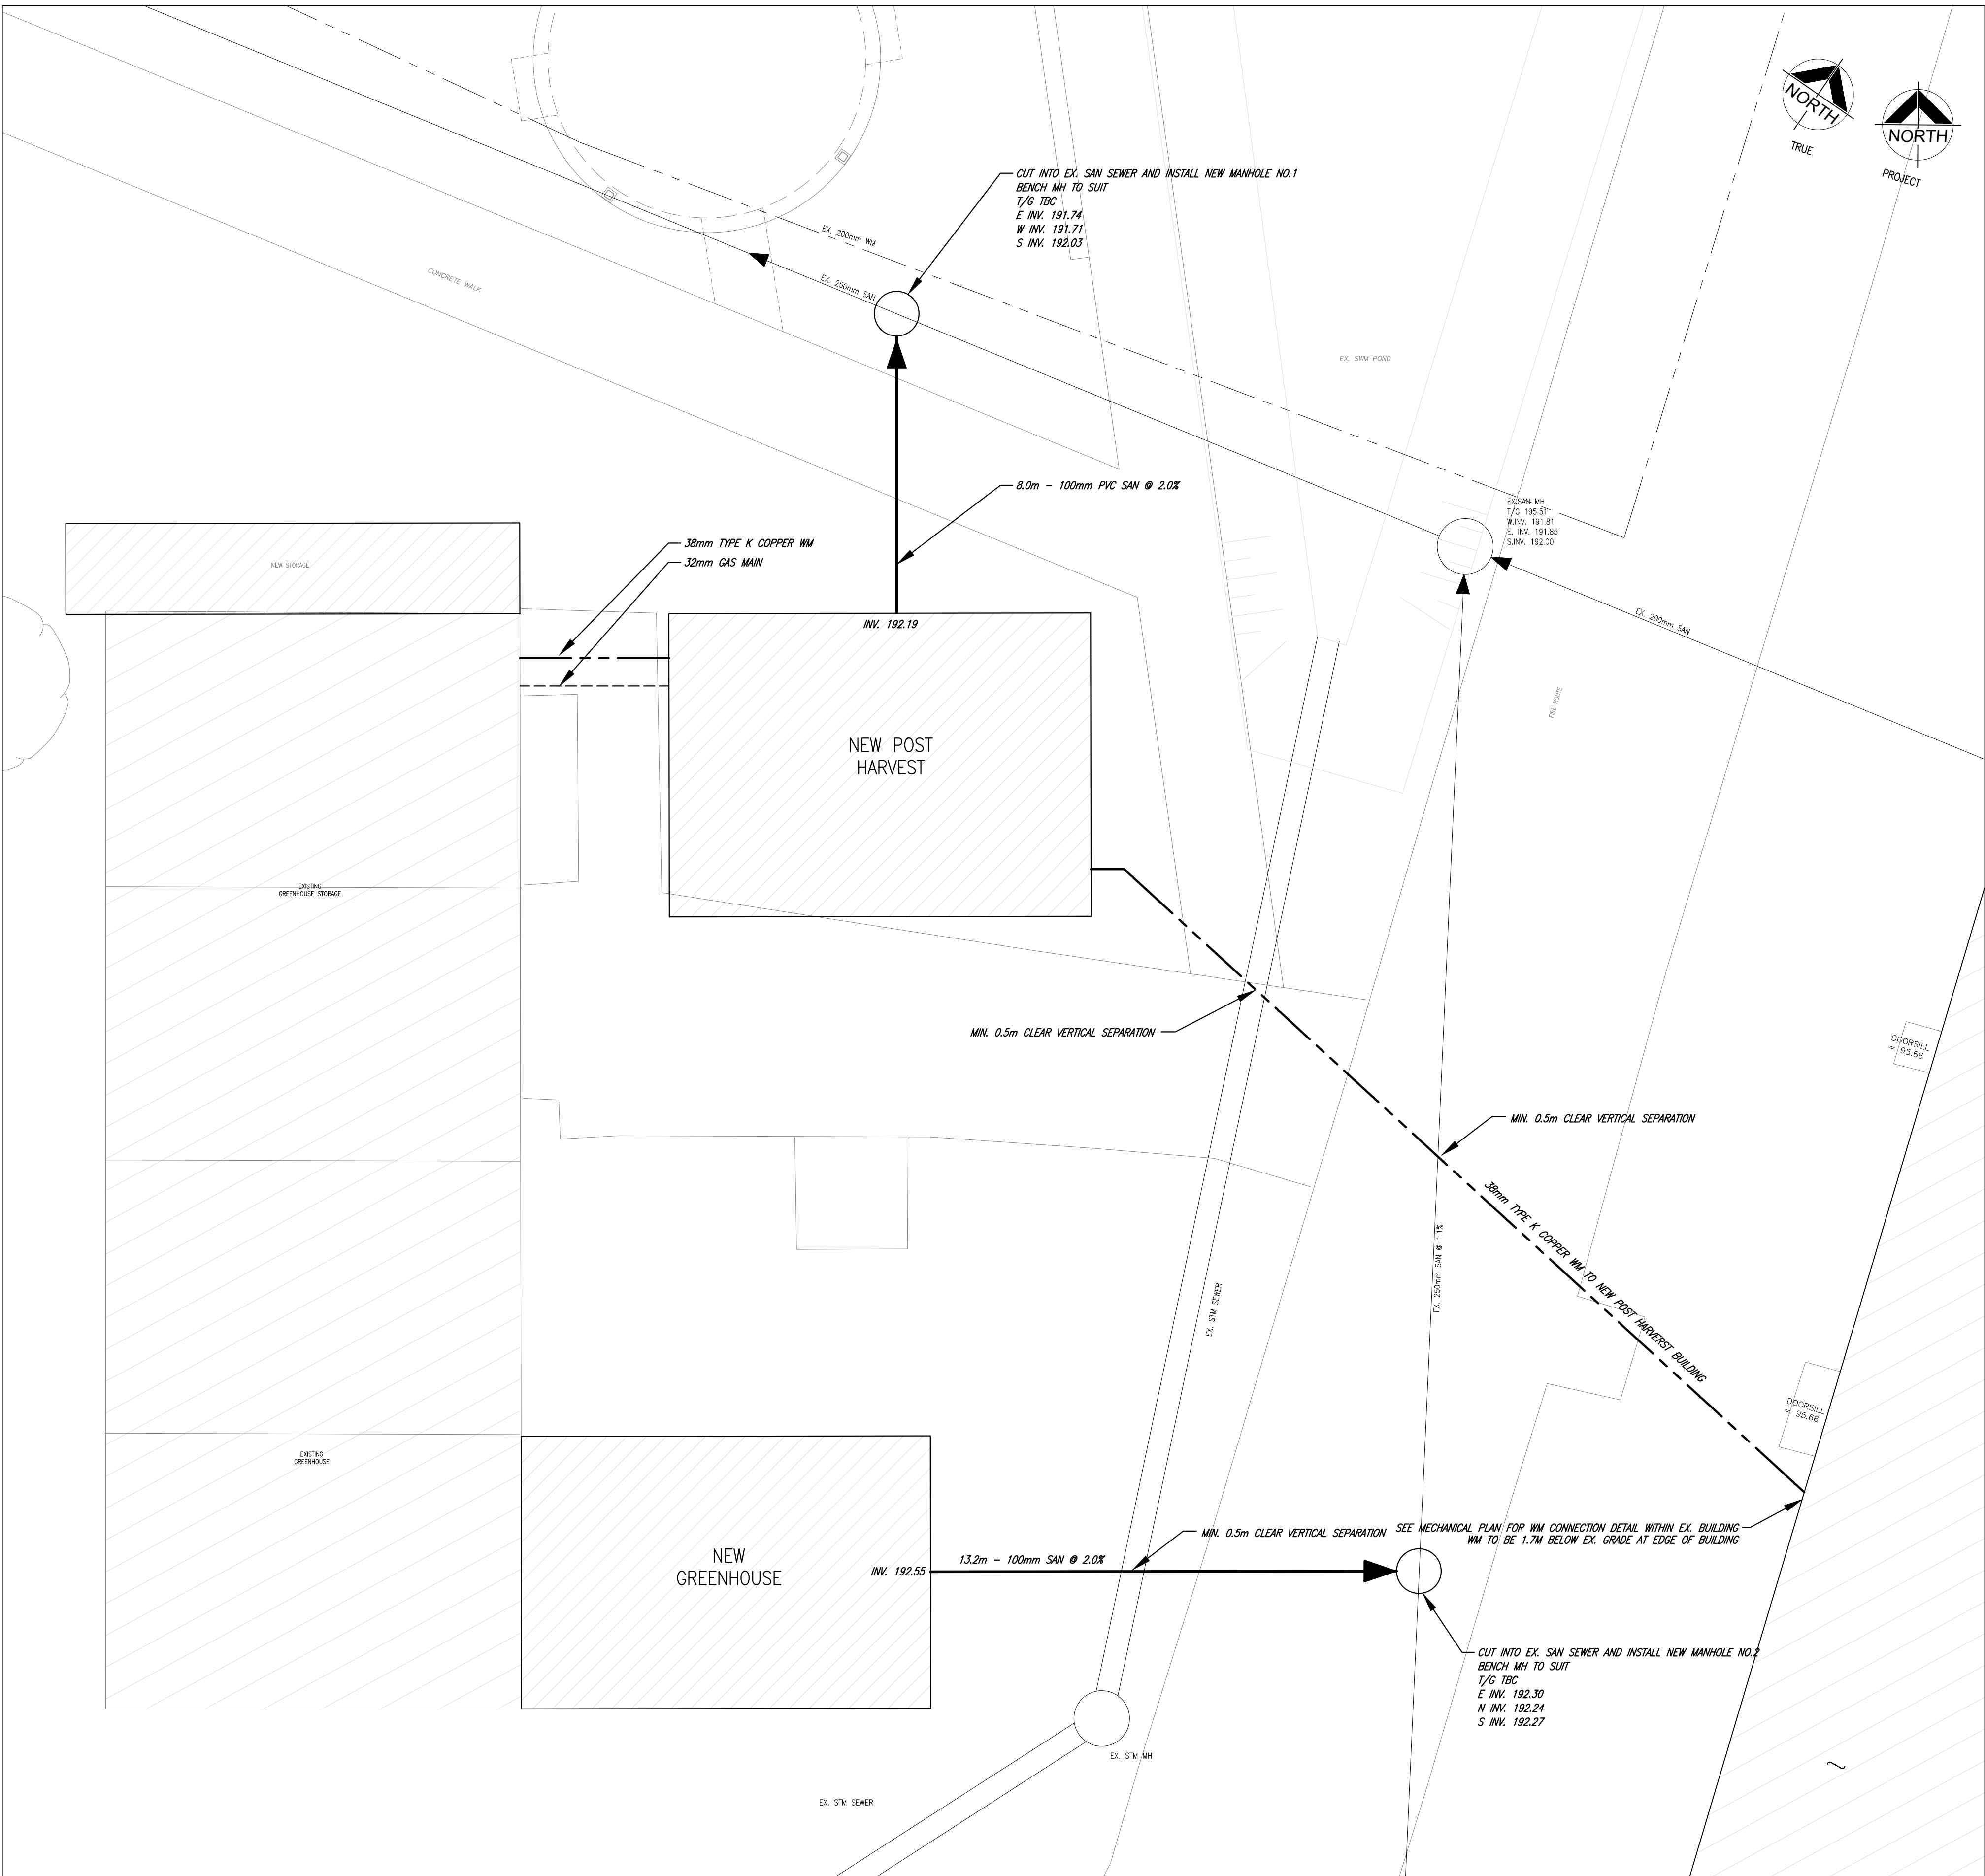 NORTH
TRUE
NORTH
PROJECT
CUT INTO EX. SAN SEWER AND INSTALL NEW MANHOLE NO.1
BENCH MH TO SUIT
T/G TBC
E INV. 191.74
W INV. 191.71
S INV. 192.03
EX. 200mm WM
EX. 250mm SAN
CONCRETE WALK
EX. SWM POND
8.0m - 100mm PVC SAN @ 2.0%
EX.SAN MH
T/G 195.51
W.INV. 191.81
E. INV. 191.85
S.INV. 192.00
38mm TYPE K COPPER WM
32mm GAS MAIN
NEW STORAGE
INV. 192.19
EX. 200mm SAN
FIRE ROUTE
NEW POST
HARVEST
EXISTING
GREENHOUSE STORAGE
MIN. 0.5m CLEAR VERTICAL SEPARATION
DOORSILL
= 95.66
MIN. 0.5m CLEAR VERTICAL SEPARATION
38mm TYPE K COPPER WM TO NEW POST HARVERST BUILDING
EX. 250mm SAN @ 1.1%
EX. STM SEWER
DOORSILL
= 95.66
EXISTING
GREENHOUSE
MIN. 0.5m CLEAR VERTICAL SEPARATION
SEE MECHANICAL PLAN FOR WM CONNECTION DETAIL WITHIN EX. BUILDING
WM TO BE 1.7M BELOW EX. GRADE AT EDGE OF BUILDING
NEW
GREENHOUSE
INV. 192.55
13.2m - 100mm SAN @ 2.0%
CUT INTO EX. SAN SEWER AND INSTALL NEW MANHOLE NO.2
BENCH MH TO SUIT
T/G TBC
E INV. 192.30
N INV. 192.24
S INV. 192.27
EX. STM MH
EX. STM SEWER